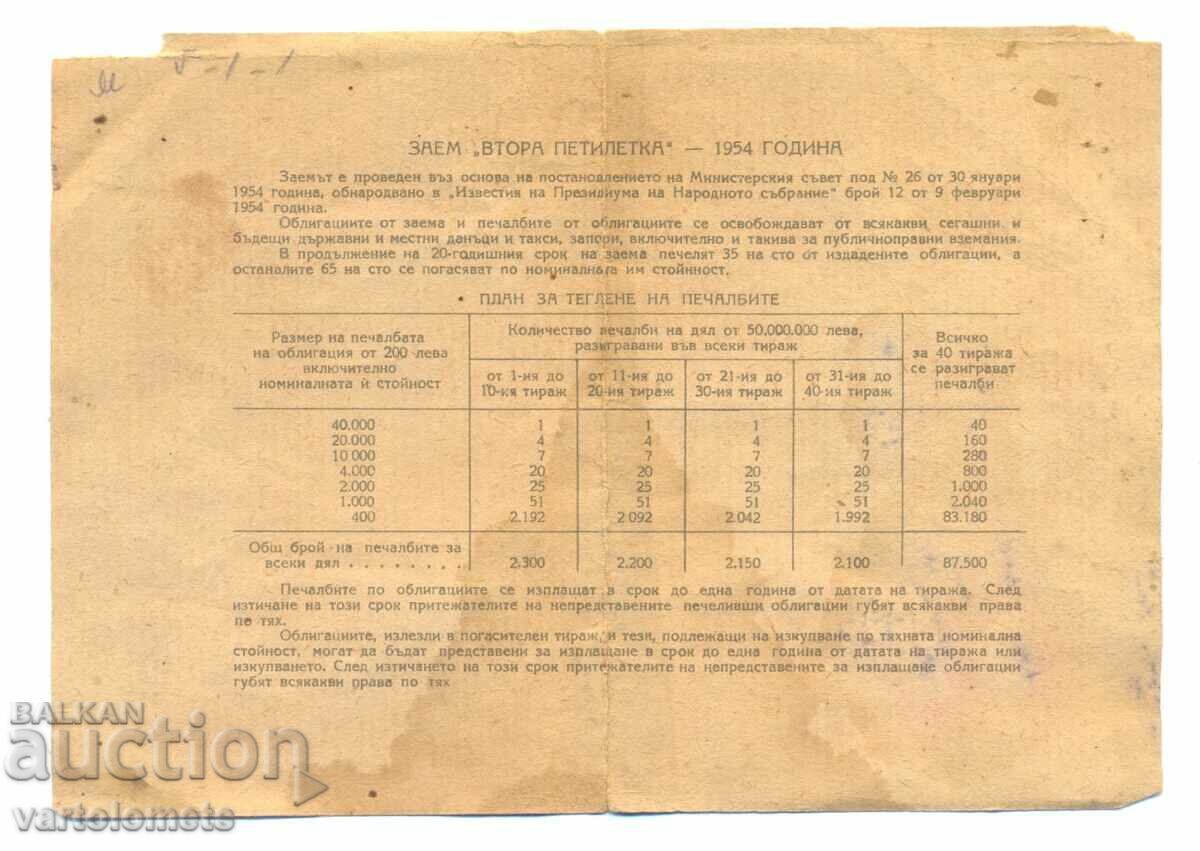 ЗАЕМ „ВТОРА ПЕТИЛЕТКА" — 1954 ГОДИНА
Заемът е проведен въз основа на постановлението на Министерския съвет под № 26 от 30 януари
1954 година, обнародвано в „Известия на Президиума на Народното събрание" брой 12 от 9 февруари
1954 година.
Облигациите от заема и печалбите от облигациите се освобождават от всякакви сегашни и
бъдещи държавни и местни данъци и такси, запори, включително и такива за публичноправни вземания.
В продължение на 20-годишния срок на заема печелят 35 на сто от издадените облигации, а
останалите 65 на сто се погасяват по номиналната им стойност.
ПЛАН ЗА ТЕГЛЕНЕ НА ПЕЧАЛБИТЕ
Размер на печалбата
на облигация от 200 лева
включително
номиналната ѝ стойност
Количество печалби на дял от 50.000.000 лева,
разигравани във всеки тираж
от 1-ия до
10-ия тираж
от 11-ия до
20-ия тираж
от 21-ия до
30-ия тираж
от 31-ия до
40-ия тираж
Всичко
за 40 тиража
се разиграват
печалби
40.000 1 1 1 1 40
20.000 4 4 4 4 160
10 000 7 7 7 7 280
4.000 20 20 20 20 800
2.000 25 25 25 25 1.000
1.000 51 51 51 51 2.040
400 2.192 2 092 2 042 1.992 83.180
Общ брой на печалбите за
всеки дял . . . . . . . . 2.300 2.200 2.150 2.100 87.500
Печалбите по облигациите се изплащат в срок до една година от датата на тиража. След
изтичане на този срок притежателите на непредставените печеливши облигации губят всякакви права
по тях.
Облигациите, излезли в погасителен тираж, и тези, подлежащи на изкупване по тяхната номинална
стойност, могат да бъдат представени за изплащане в срок до една година от датата на тиража или
изкупването. След изтичането на този срок притежателите на непредставените за изплащане облигации
губят всякакви права по тях
BALKAN
auction
vartolomets